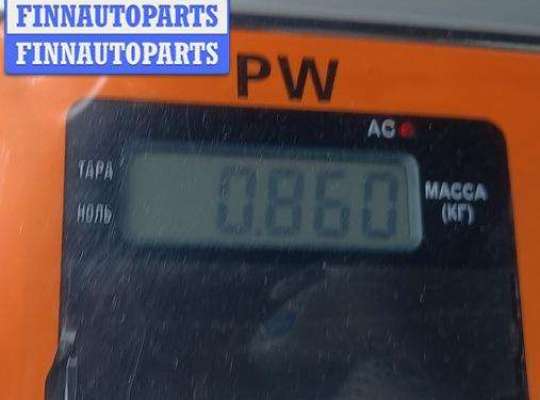 FINNAUTOPARTS
FINNAUTOPARTS
PW
AC
ТАРА
НОЛЬ
0.860
МАССА
(КГ)